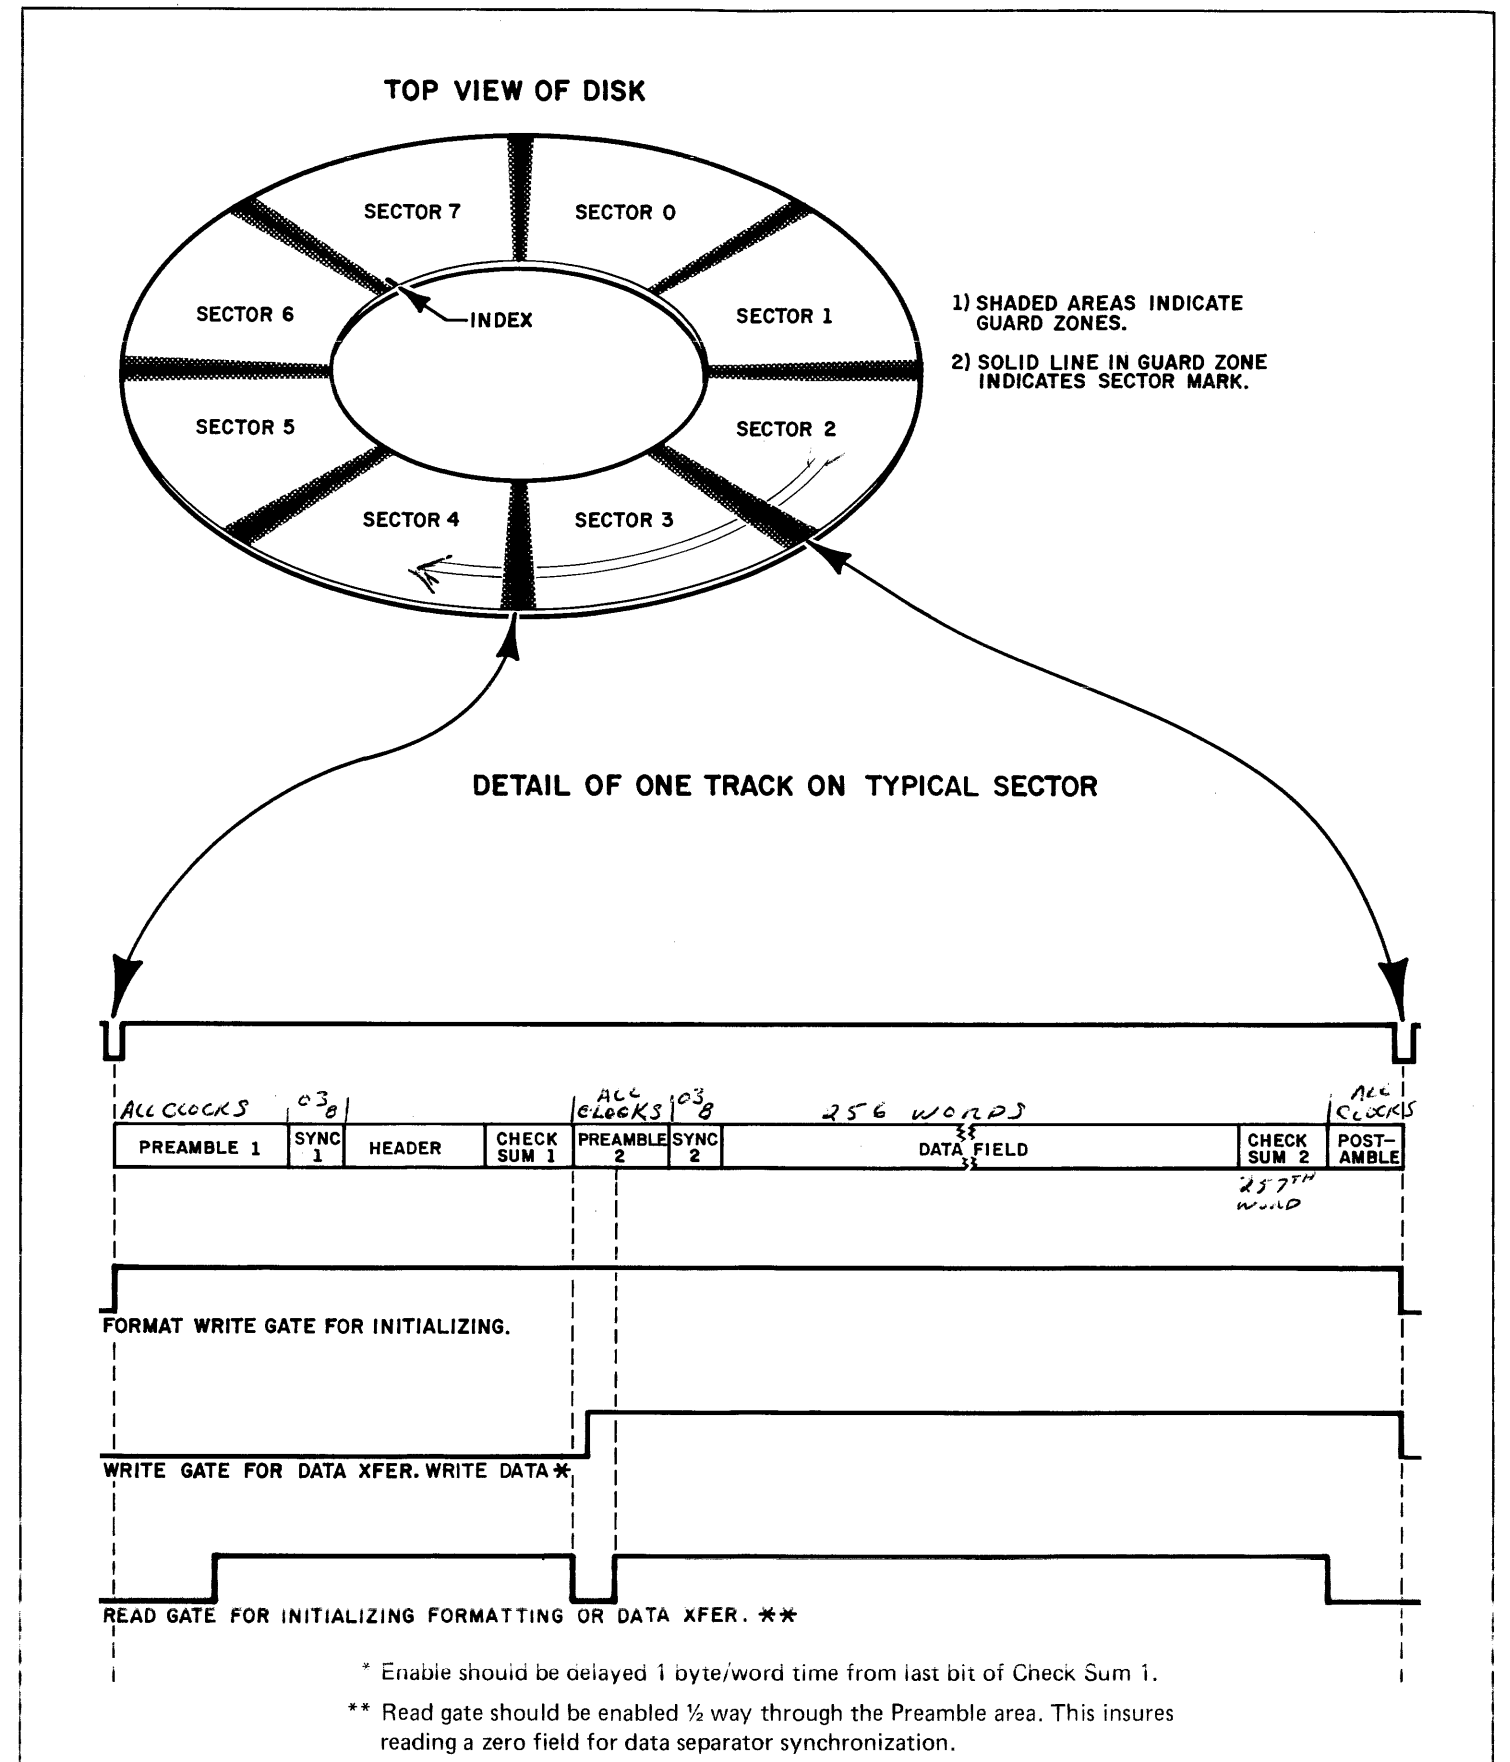 TOP VIEW OF DISK
SECTOR 7
SECTOR 0
SECTOR 6
INDEX
SECTOR 1
SECTOR 5
SECTOR 2
SECTOR 4
SECTOR 3
1) SHADED AREAS INDICATE
GUARD ZONES.
2) SOLID LINE IN GUARD ZONE
INDICATES SECTOR MARK.
DETAIL OF ONE TRACK ON TYPICAL SECTOR
ALL CLOCKS
03 8
ALL
CLOCKS
03 8
256 WORDS
ALL
CLOCKS
PREAMBLE 1
SYNC
1
HEADER
CHECK
SUM 1
PREAMBLE
2
SYNC
2
DATA FIELD
CHECK
SUM 2
POST-
AMBLE
257TH
WORD
FORMAT WRITE GATE FOR INITIALIZING.
WRITE GATE FOR DATA XFER. WRITE DATA *
READ GATE FOR INITIALIZING FORMATTING OR DATA XFER. **
* Enable should be delayed 1 byte/word time from last bit of Check Sum 1.
** Read gate should be enabled ½ way through the Preamble area. This insures
reading a zero field for data separator synchronization.